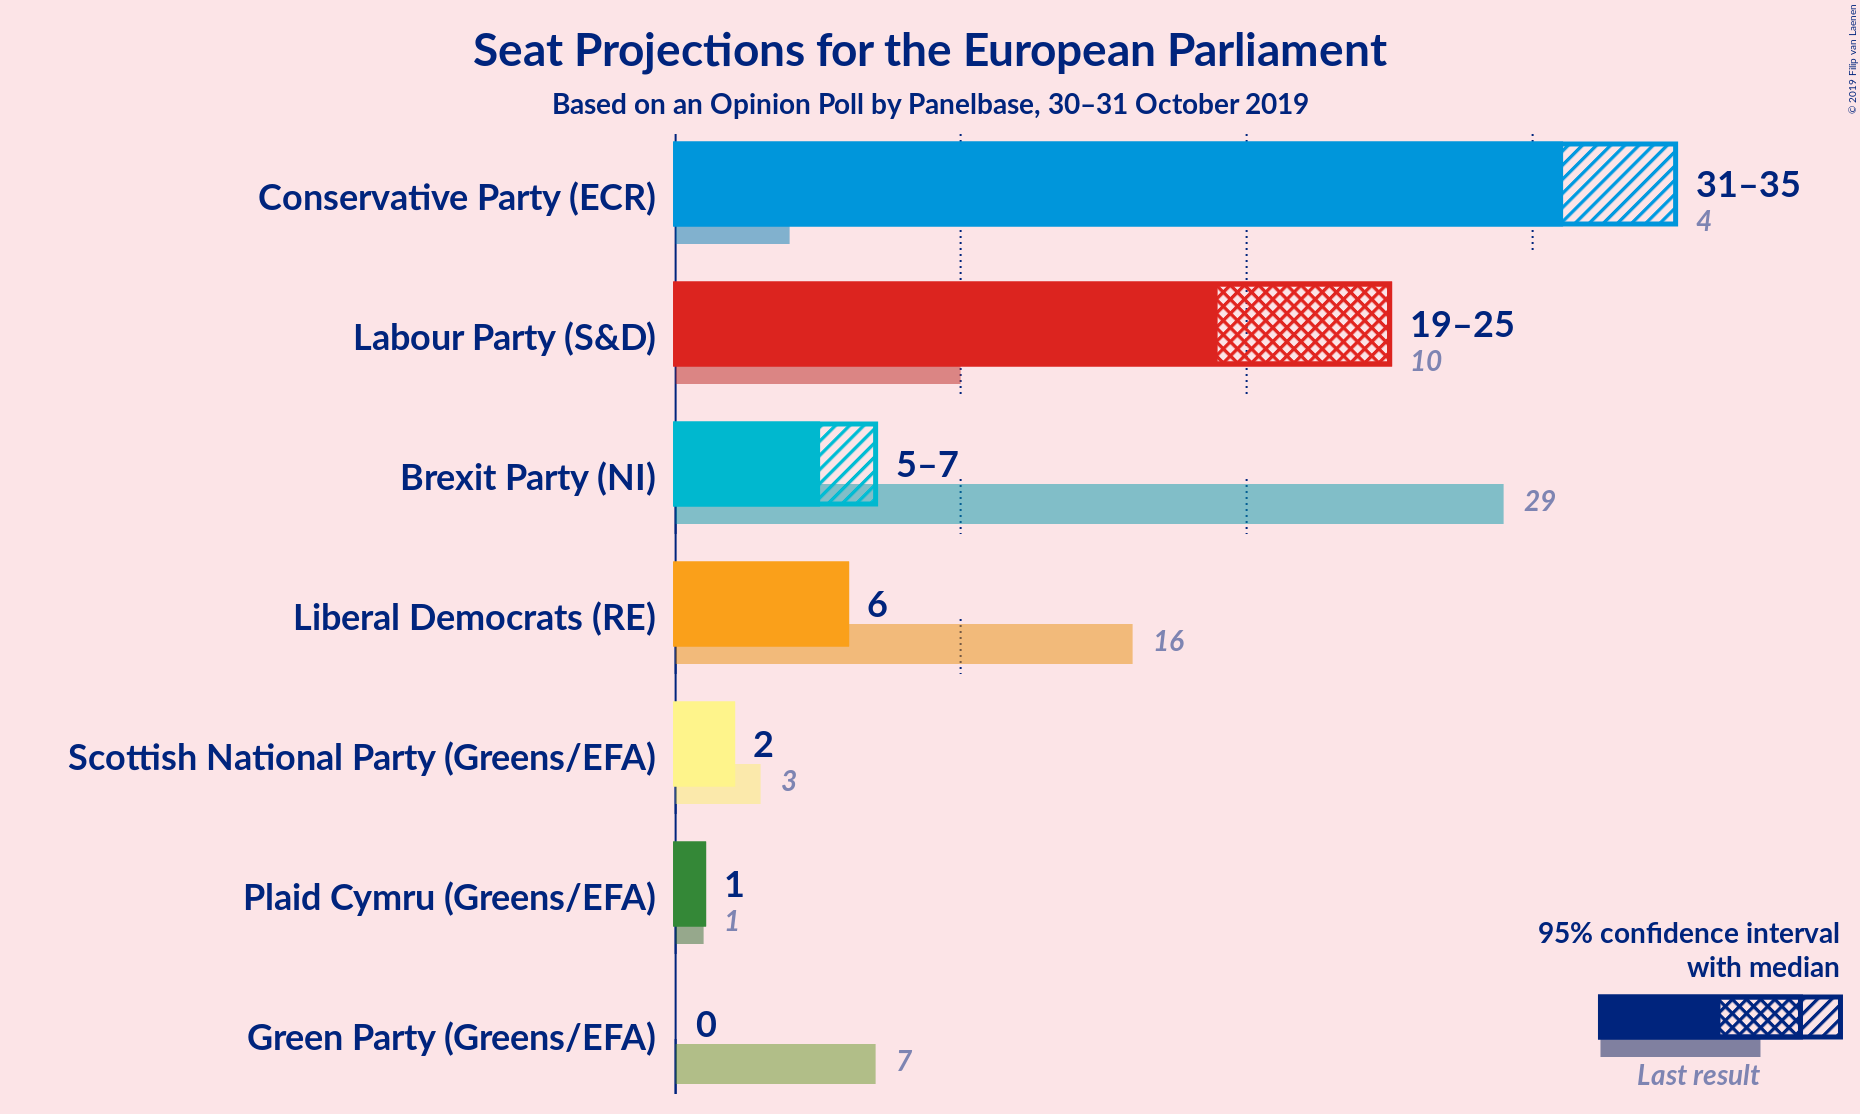 Seat Projections for the European Parliament
Based on an Opinion Poll by Panelbase, 30–31 October 2019
© 2019 Filip van Laenen
Conservative Party (ECR)
31–35
4
Labour Party (S&D)
19–25
10
Brexit Party (NI)
5–7
29
Liberal Democrats (RE)
6
16
Scottish National Party (Greens/EFA)
2
3
Plaid Cymru (Greens/EFA)
1
1
Green Party (Greens/EFA)
0
7
95% confidence interval
with median
Last result